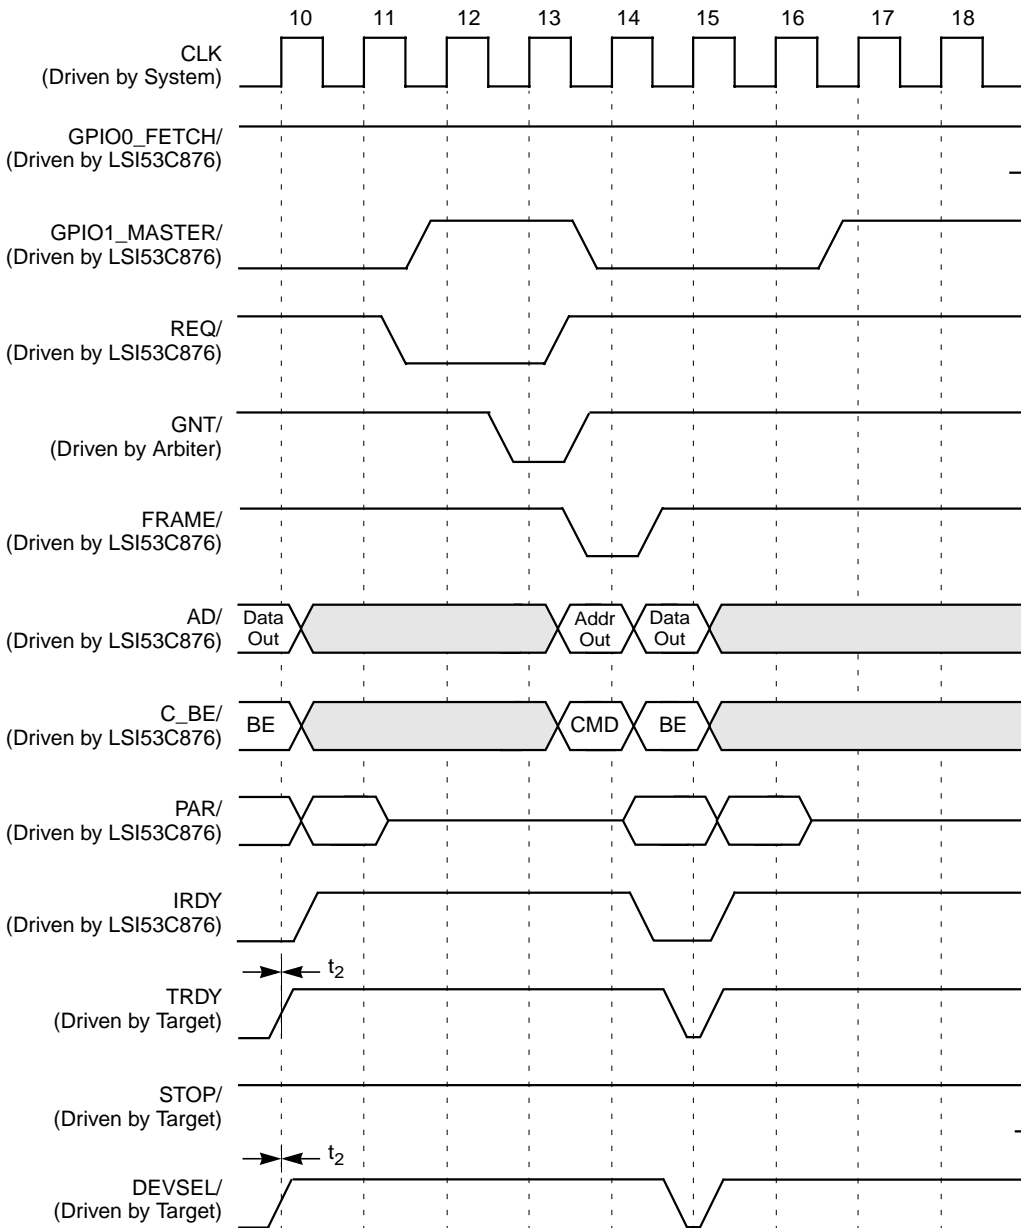 10 11 12 13 14 15 16 17 18
CLK
(Driven by System)
GPIO0_FETCH/
(Driven by LSI53C876)
GPIO1_MASTER/
(Driven by LSI53C876)
REQ/
(Driven by LSI53C876)
GNT/
(Driven by Arbiter)
FRAME/
(Driven by LSI53C876)
AD/
(Driven by LSI53C876)
Data
Out
Addr
Out
Data
Out
C_BE/
(Driven by LSI53C876)
BE
CMD
BE
PAR/
(Driven by LSI53C876)
IRDY
(Driven by LSI53C876)
t2
TRDY
(Driven by Target)
STOP/
(Driven by Target)
t2
DEVSEL/
(Driven by Target)